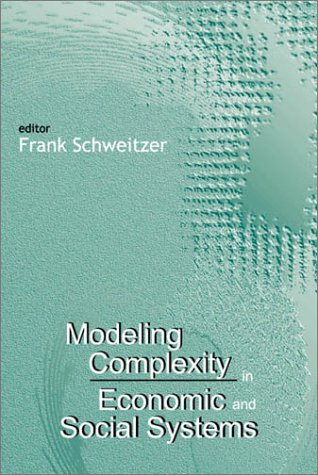 editor
Frank Schweitzer
Modeling
Complexity in
Economic and
Social Systems